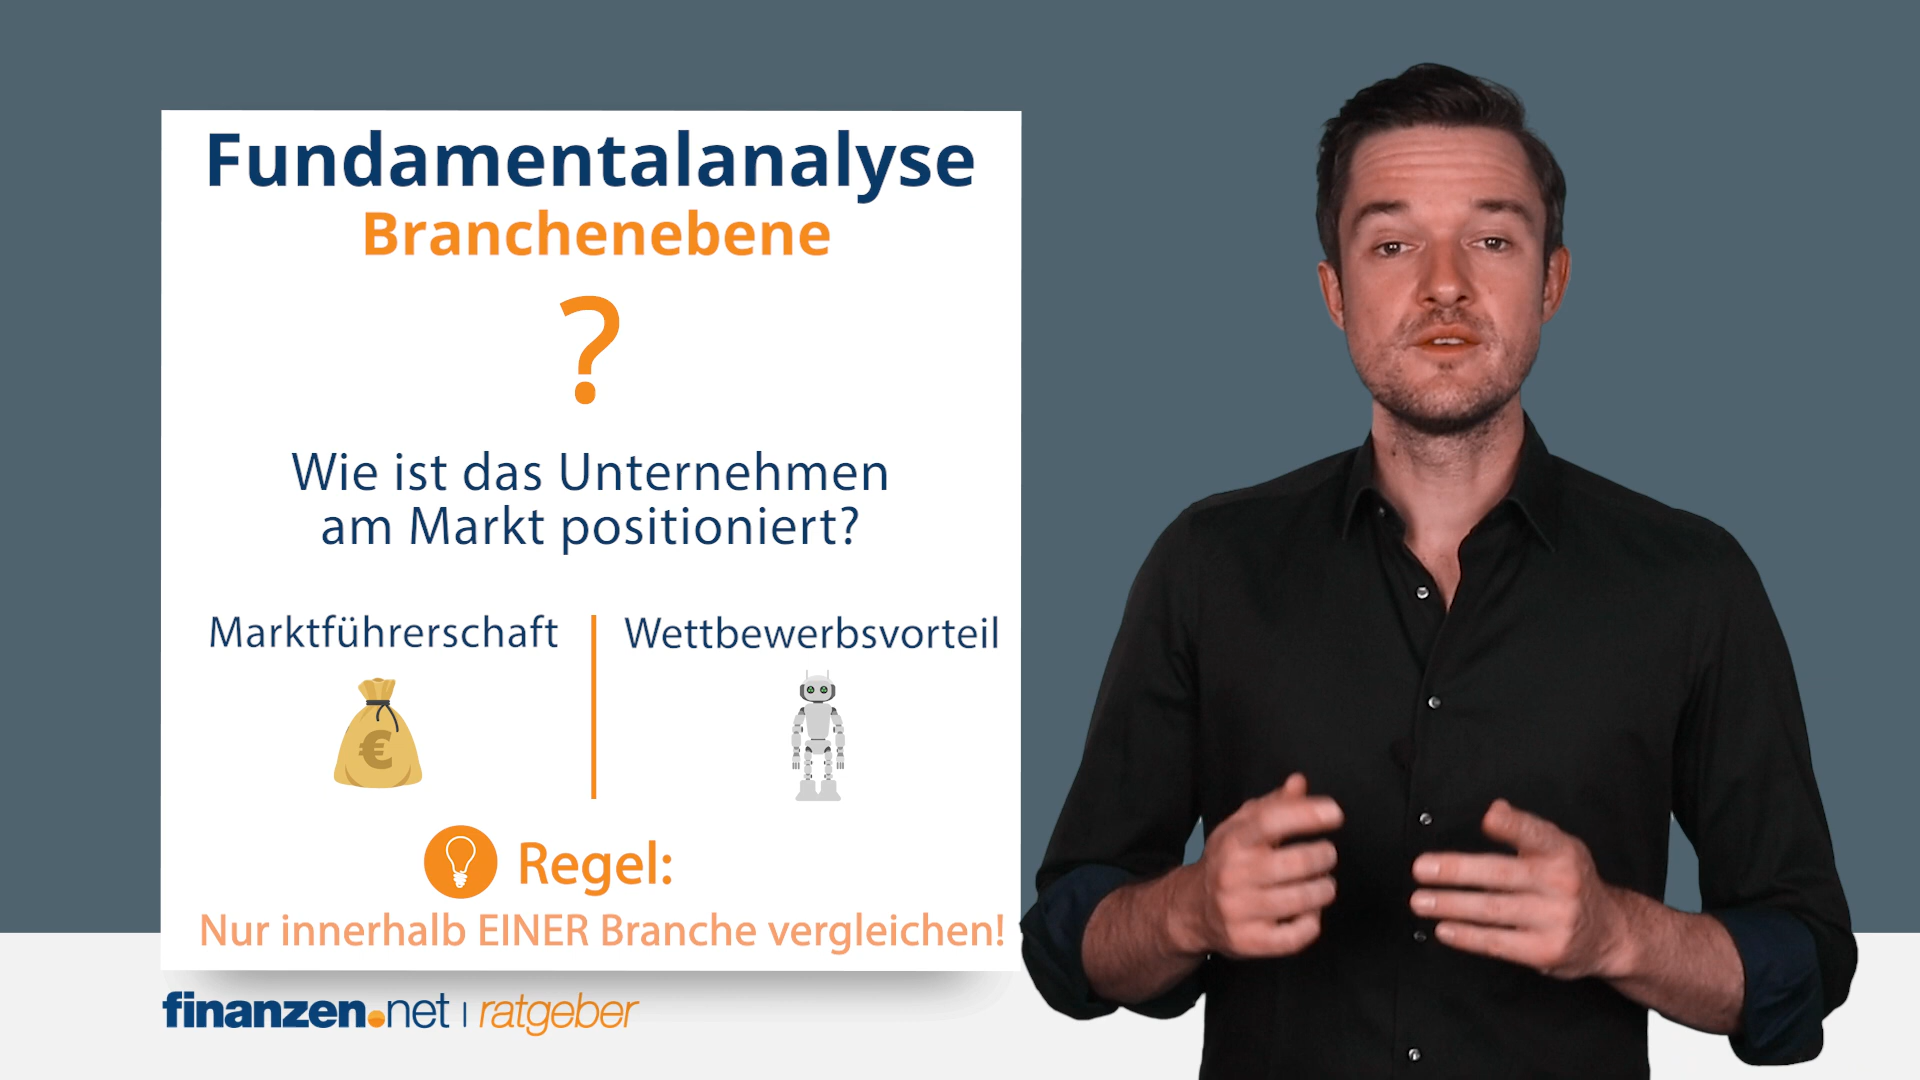 Fundamentalanalyse
Branchenebene
?
Wie ist das Unternehmen
am Markt positioniert?
Marktführerschaft
Wettbewerbsvorteil
€
Regel:
Nur innerhalb EINER Branche vergleichen!
finanzen.net | ratgeber